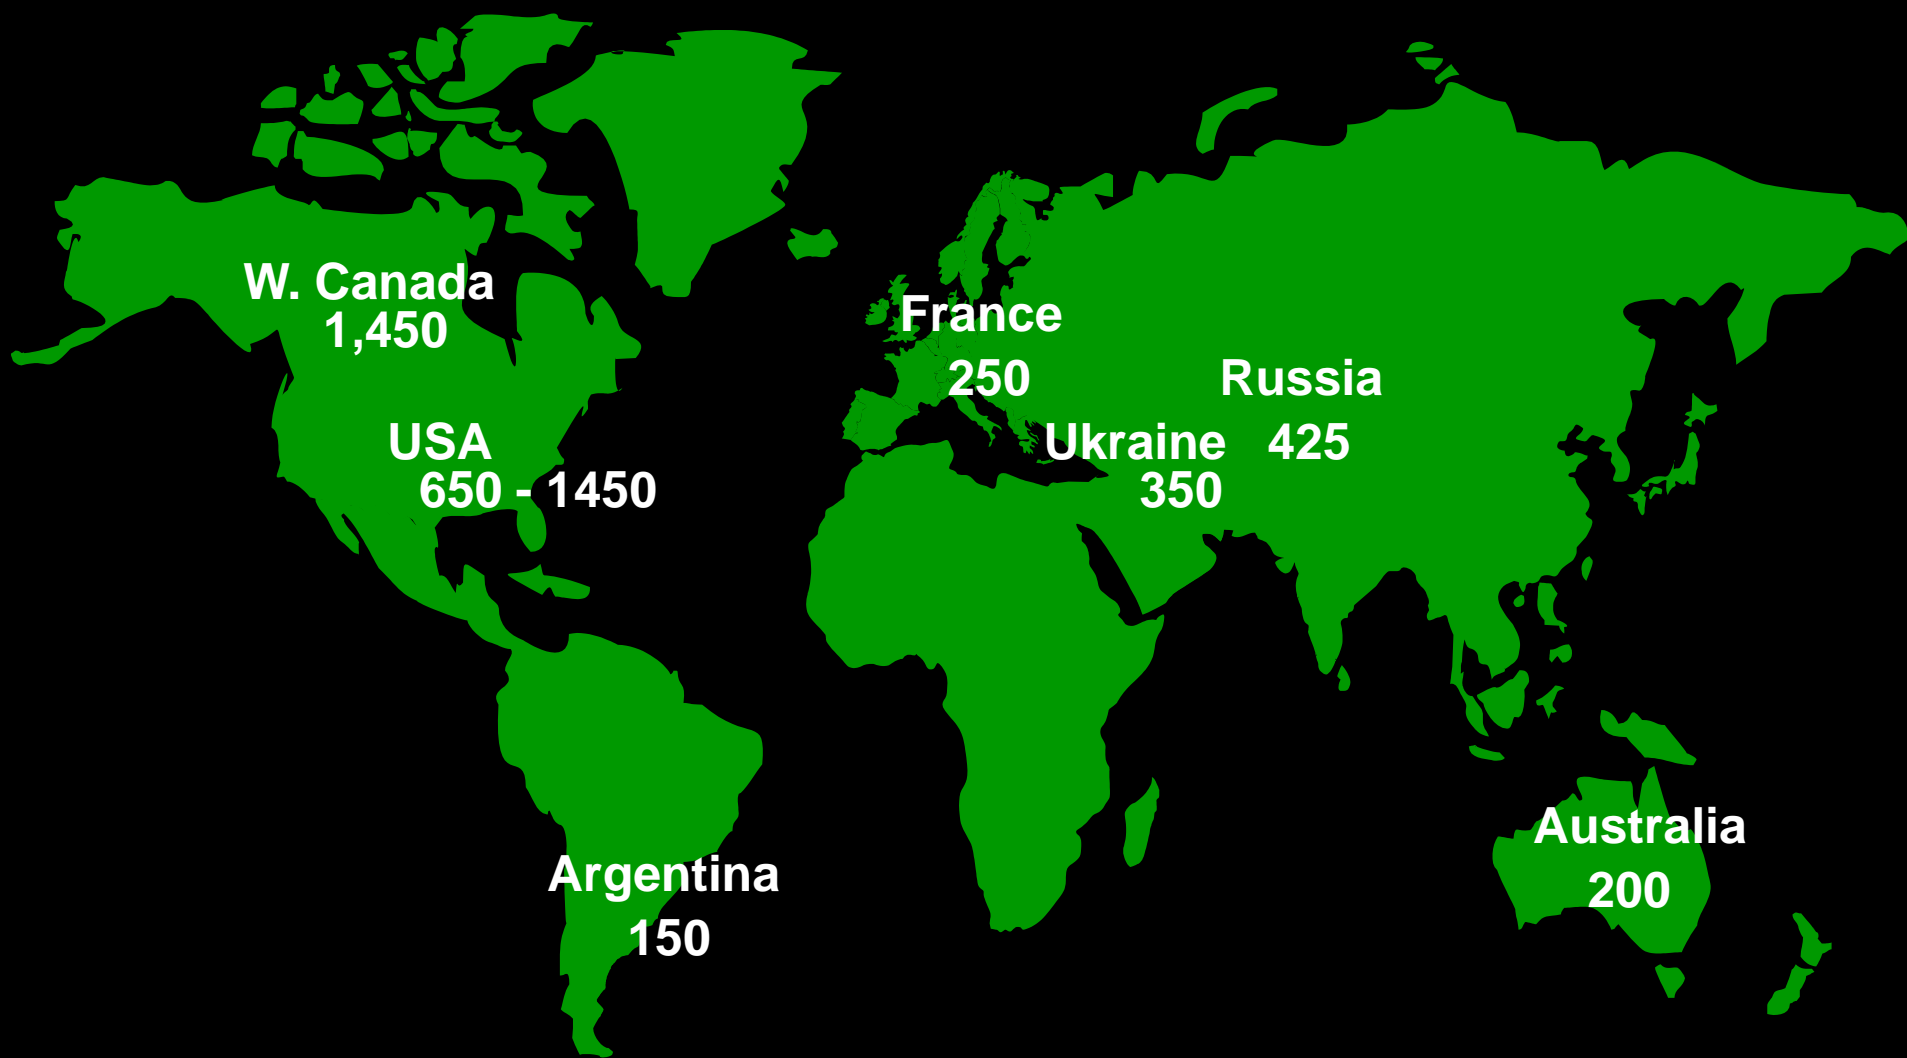 W. Canada
1,450
France
250
Russia
425
USA
650 - 1450
Ukraine
350
Australia
200
Argentina
150